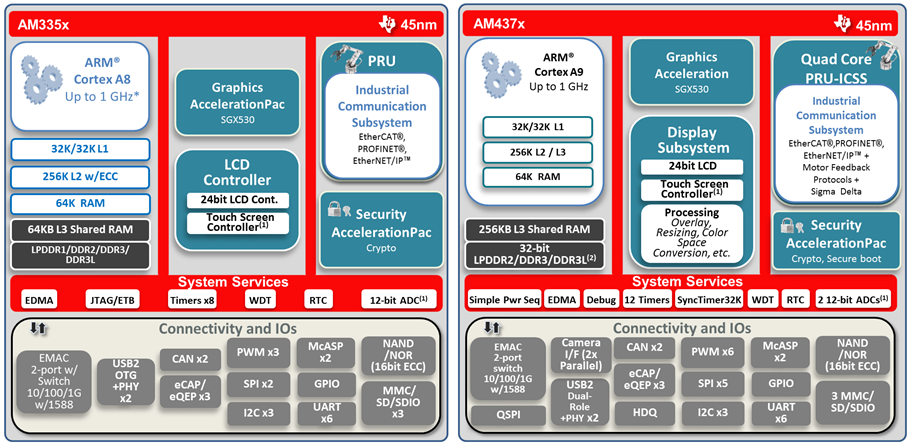 AM335x
45nm
ARM®
Cortex A8
Up to 1 GHz*
32K/32K L1
256K L2 w/ECC
64K RAM
64KB L3 Shared RAM
LPDDR1/DDR2/DDR3/
DDR3L
Graphics
AccelerationPac
SGX530
LCD
Controller
24bit LCD Cont.
Touch Screen
Controller(1)
PRU
Industrial
Communication
Subsystem
EtherCAT®,
PROFINET®,
EtherNET/IP™
Security
AccelerationPac
Crypto
System Services
EDMA
JTAG/ETB
Timers x8
WDT
RTC
12-bit ADC(1)
Connectivity and IOs
EMAC
2-port w/
Switch
10/100/1G
w/1588
USB2
OTG
+PHY
x2
CAN x2
eCAP/
eQEP x3
PWM x3
SPI x2
I2C x3
McASP
x2
GPIO
UART
x6
NAND
/NOR
(16bit ECC)
MMC/
SD/SDIO
x3
AM437x
45nm
ARM®
Cortex A9
Up to 1 GHz
32K/32K L1
256K L2 / L3
64K RAM
256KB L3 Shared RAM
32-bit
LPDDR2/DDR3/DDR3L(2)
Graphics
Acceleration
SGX530
Display
Subsystem
24bit LCD
Touch Screen
Controller(1)
Processing
Overlay,
Resizing, Color
Space
Conversion, etc.
Quad Core
PRU-ICSS
Industrial
Communication
Subsystem
EtherCAT®,PROFINET®,
EtherNET/IP™ +
Motor Feedback
Protocols +
Sigma Delta
Security
AccelerationPac
Crypto, Secure boot
System Services
Simple Pwr Seq
EDMA
Debug
12 Timers
SyncTimer32K
WDT
RTC
2 12-bit ADCs(1)
Connectivity and IOs
EMAC
2-port
switch
10/100/1G
w/1588
QSPI
Camera
I/F (2x
Parallel)
USB2
Dual-
Role
+PHY x2
CAN x2
eCAP/
eQEP x3
HDQ
PWM x6
SPI x5
I2C x3
McASP
x2
GPIO
UART
x6
NAND
/NOR
(16bit ECC)
3 MMC/
SD/SDIO